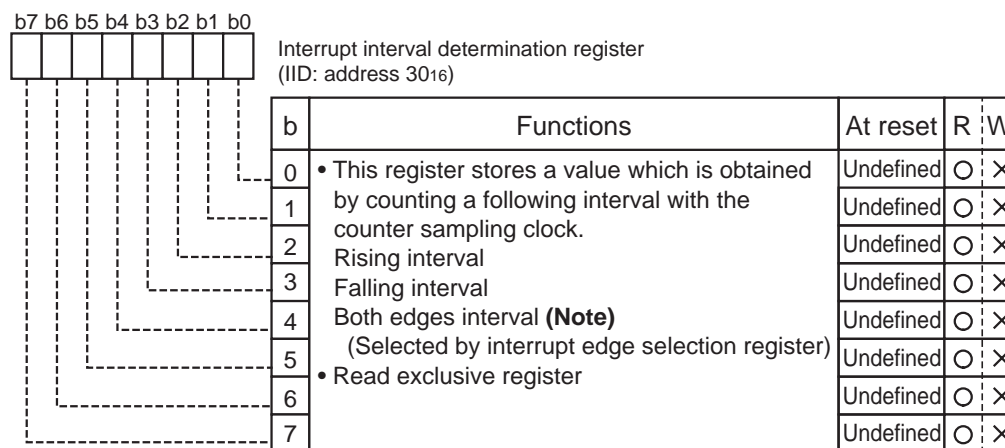 b7 b6 b5 b4 b3 b2 b1 b0
Interrupt interval determination register
(IID: address 3016)
b Functions At reset R W
0 • This register stores a value which is obtained Undefined ○ ×
1 by counting a following interval with the Undefined ○ ×
counter sampling clock.
2 Rising interval Undefined ○ ×
3 Falling interval Undefined ○ ×
4 Both edges interval (Note) Undefined ○ ×
5 (Selected by interrupt edge selection register) Undefined ○ ×
• Read exclusive register
6 Undefined ○ ×
7 Undefined ○ ×